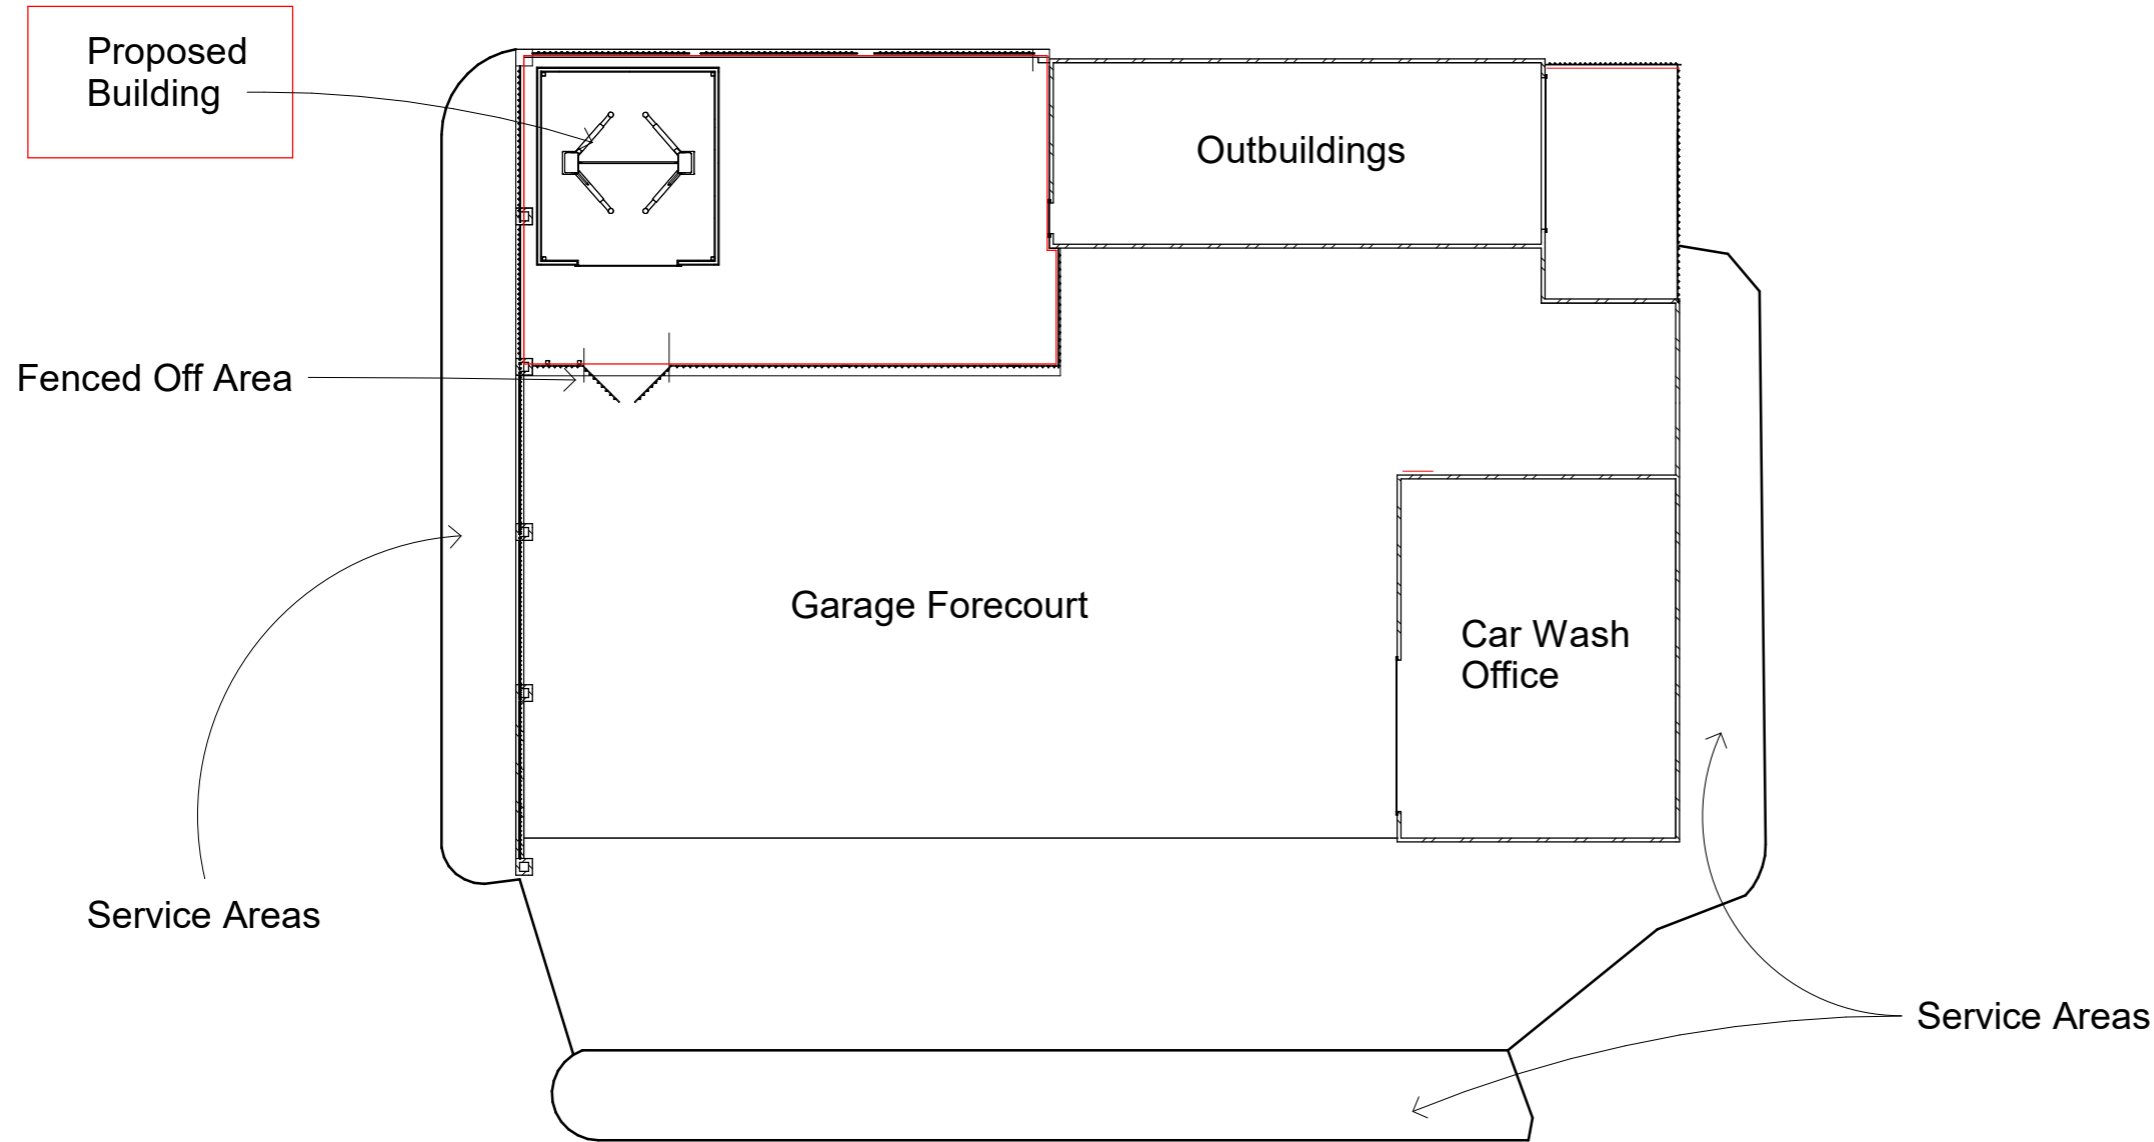 Proposed
Building
Outbuildings
Fenced Off Area
Garage Forecourt
Car Wash
Office
Service Areas
Service Areas